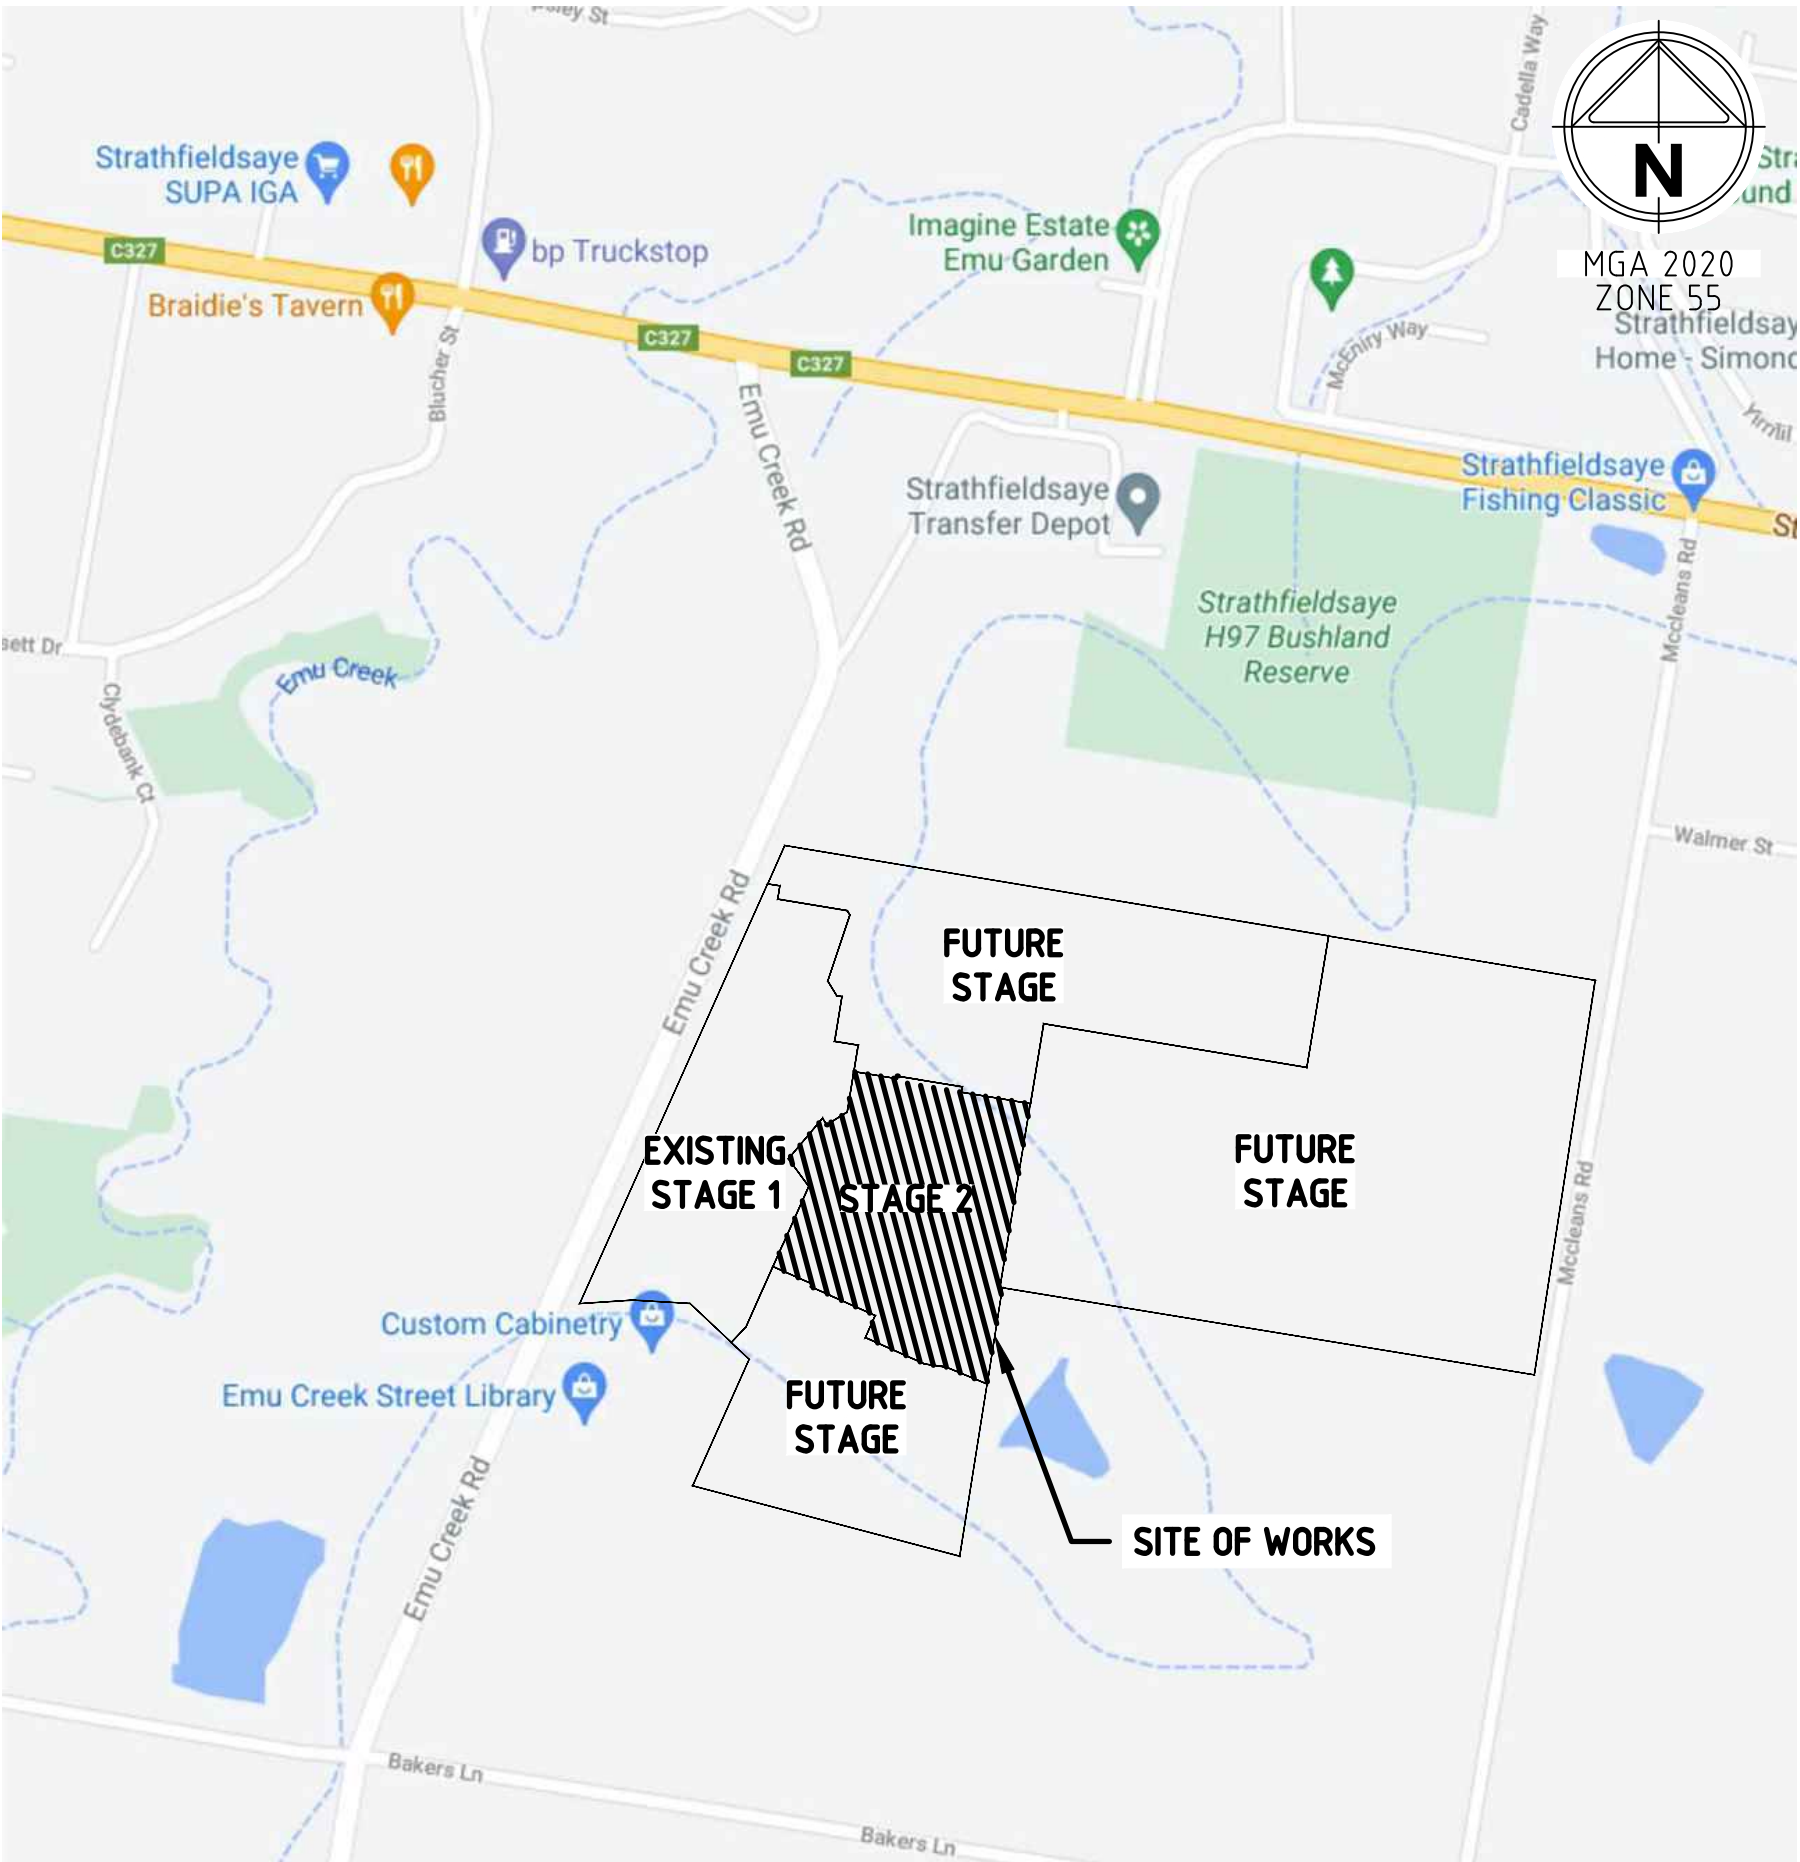 Cadella Way
N
MGA 2020
ZONE 55
Strathfieldsaye
SUPA IGA
C327
bp Truckstop
Imagine Estate
Emu Garden
Braidie's Tavern
C327
C327
Blucher St
Emu Creek Rd
McEniry Way
Strathfieldsay
Home - Simond
Strathfieldsaye
Fishing Classic
St
Strathfieldsaye
Transfer Depot
Strathfieldsaye
H97 Bushland
Reserve
Mccleans Rd
sett Dr
Emu Creek
Clydebank Ct
Walmer St
Emu Creek Rd
FUTURE
STAGE
EXISTING
STAGE 1
STAGE 2
FUTURE
STAGE
Mccleans Rd
Custom Cabinetry
Emu Creek Street Library
FUTURE
STAGE
SITE OF WORKS
Emu Creek Rd
Bakers Ln
Bakers Ln